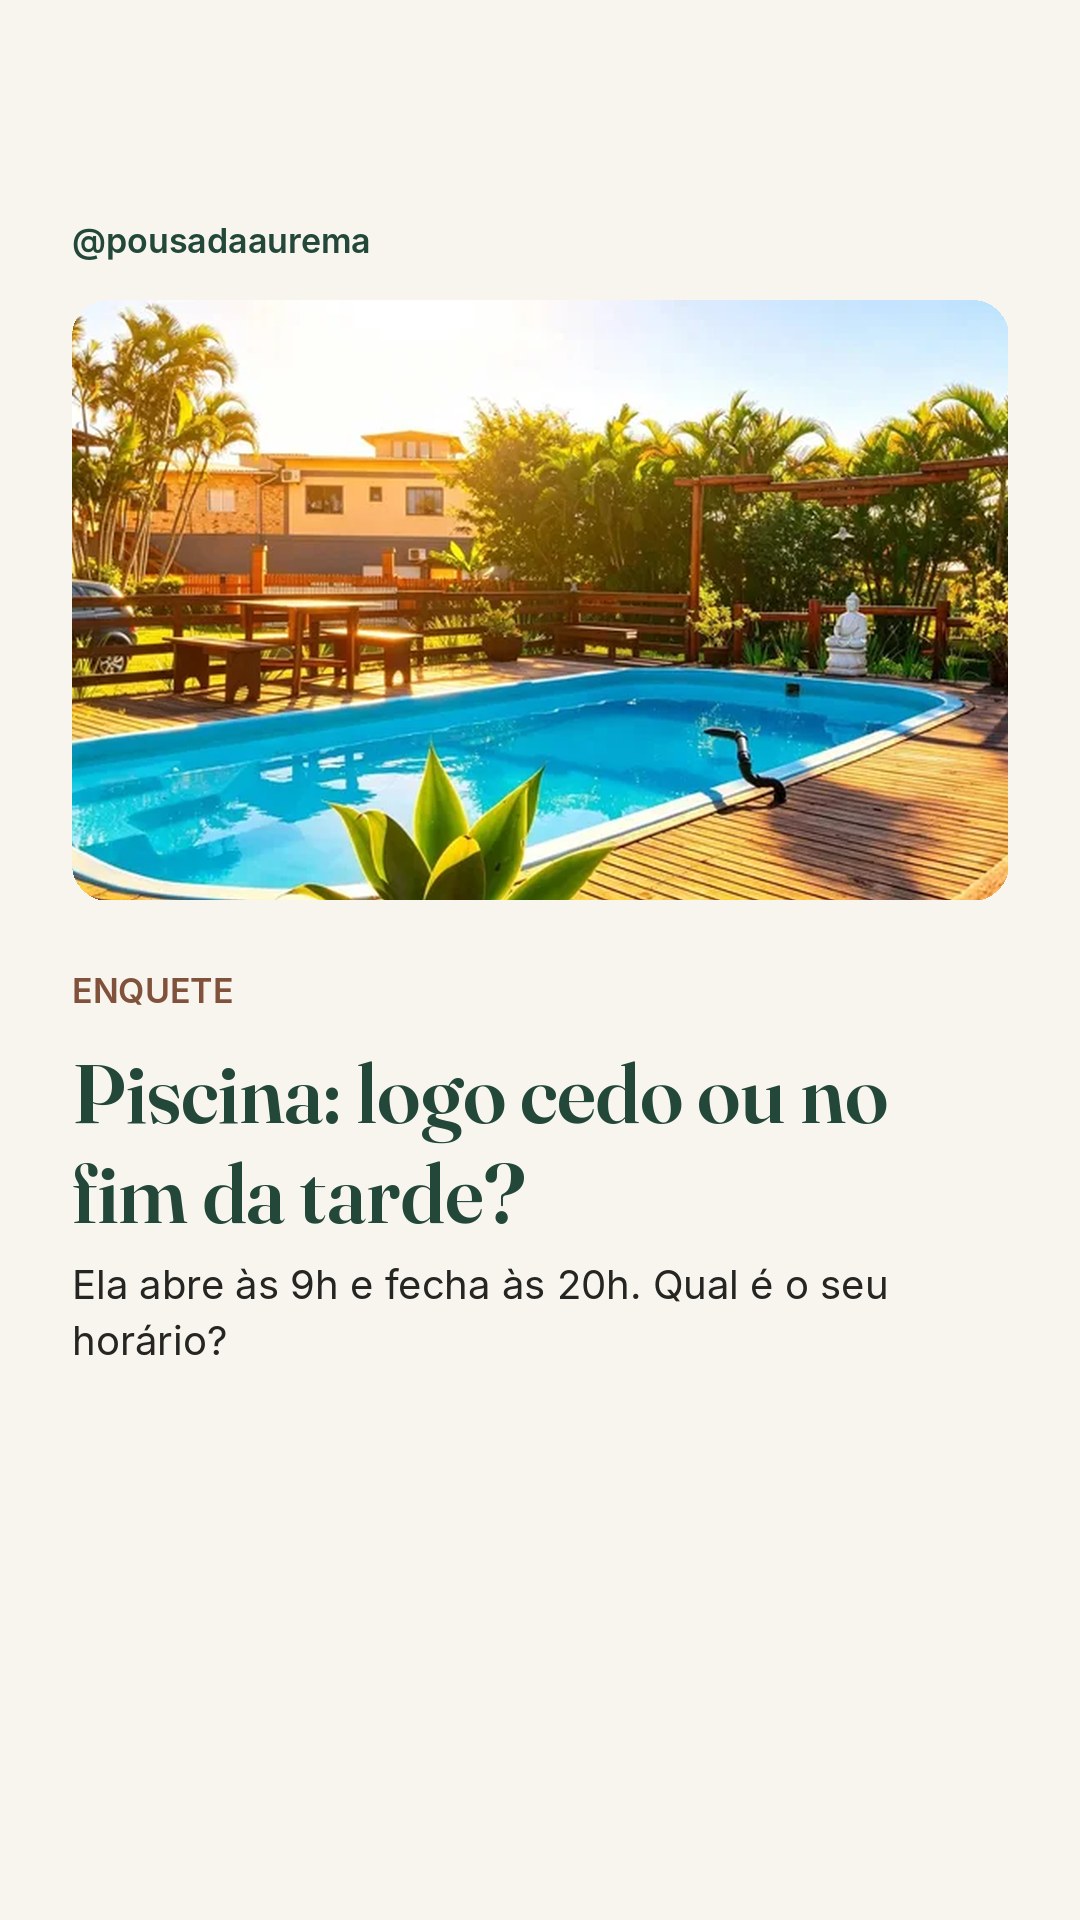 @pousadaaurema
ENQUETE
Piscina: logo cedo ou no
fim da tarde?
Ela abre às 9h e fecha às 20h. Qual é o seu
horário?